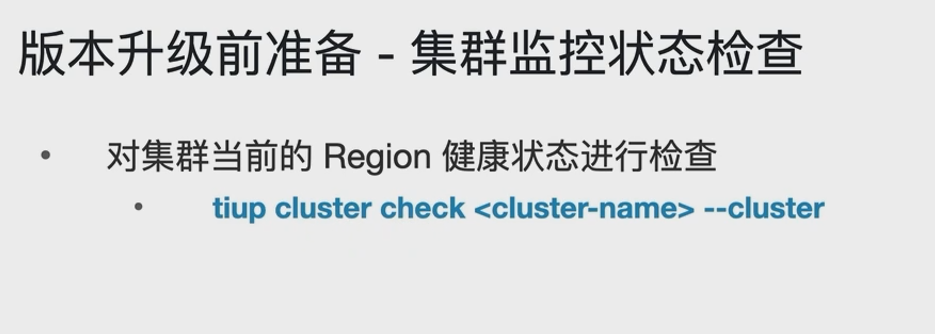 版本升级前准备 - 集群监控状态检查
• 对集群当前的 Region 健康状态进行检查
• tiup cluster check <cluster-name> --cluster